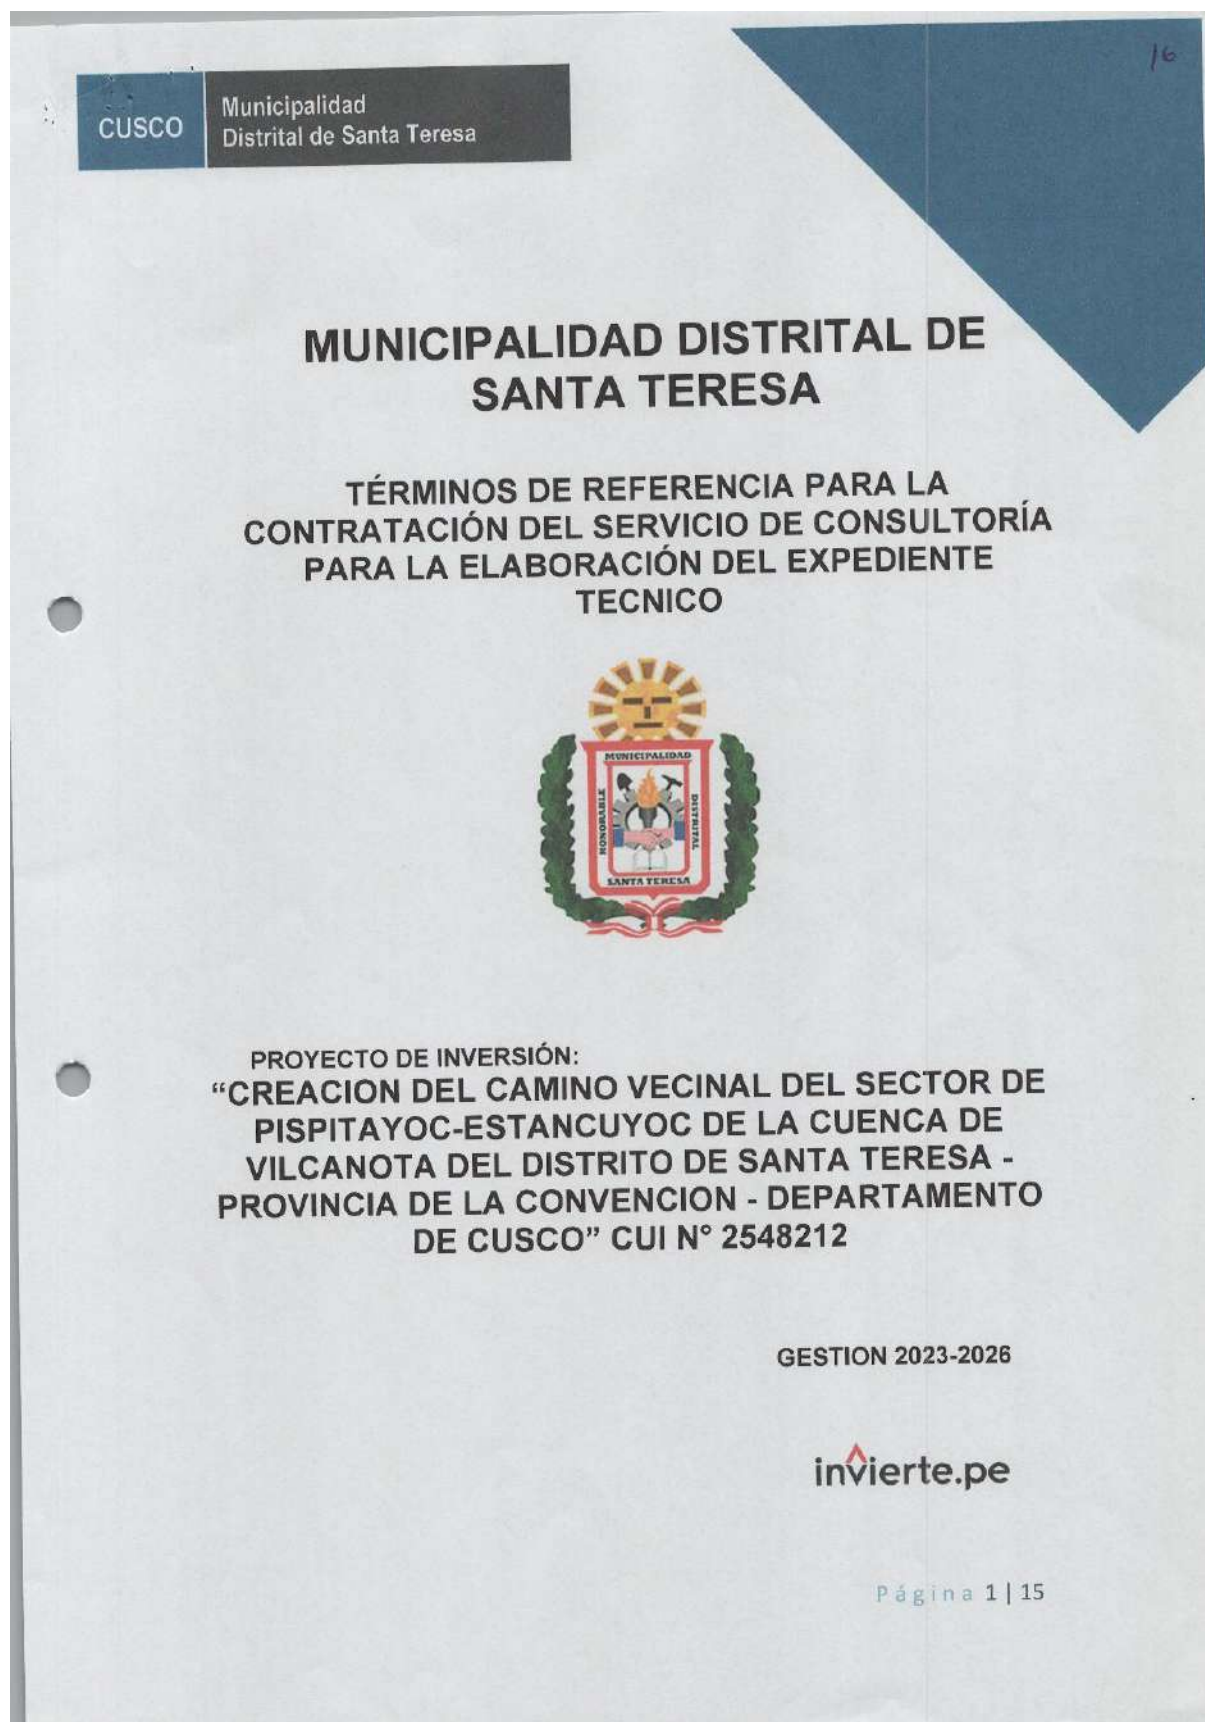 16
CUSCO
Municipalidad
Distrital de Santa Teresa
MUNICIPALIDAD DISTRITAL DE
SANTA TERESA
TÉRMINOS DE REFERENCIA PARA LA
CONTRATACIÓN DEL SERVICIO DE CONSULTORÍA
PARA LA ELABORACIÓN DEL EXPEDIENTE
TECNICO
MUNICIPALIDAD
HONORABLE
DISTRITAL
SANTA TERESA
PROYECTO DE INVERSIÓN:
“CREACION DEL CAMINO VECINAL DEL SECTOR DE
PISPITAYOC-ESTANCUYOC DE LA CUENCA DE
VILCANOTA DEL DISTRITO DE SANTA TERESA -
PROVINCIA DE LA CONVENCION - DEPARTAMENTO
DE CUSCO” CUI N° 2548212
GESTION 2023-2026
invierte.pe
Página 1 | 15